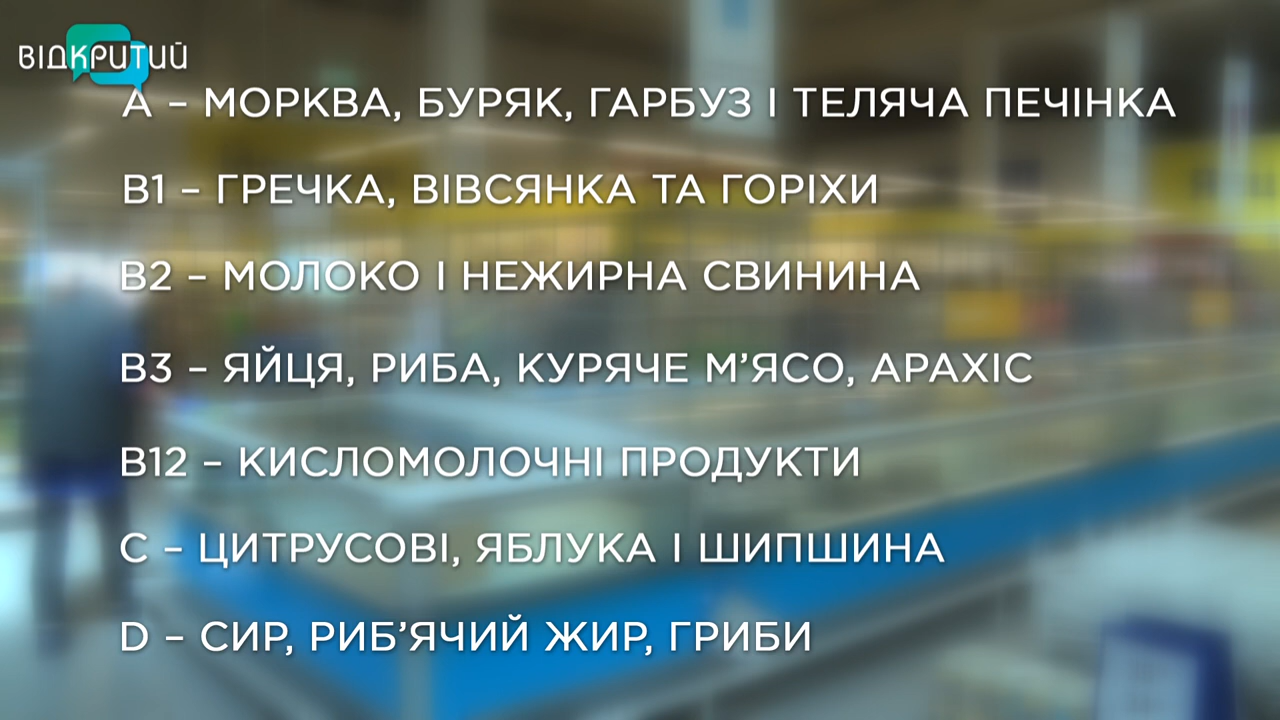 ВІДКРИТИЙ
А – МОРКВА, БУРЯК, ГАРБУЗ І ТЕЛЯЧА ПЕЧІНКА
В1 – ГРЕЧКА, ВІВСЯНКА ТА ГОРІХИ
В2 – МОЛОКО І НЕЖИРНА СВИНИНА
В3 – ЯЙЦЯ, РИБА, КУРЯЧЕ М’ЯСО, АРАХІС
В12 – КИСЛОМОЛОЧНІ ПРОДУКТИ
С – ЦИТРУСОВІ, ЯБЛУКА І ШИПШИНА
D – СИР, РИБ’ЯЧИЙ ЖИР, ГРИБИ